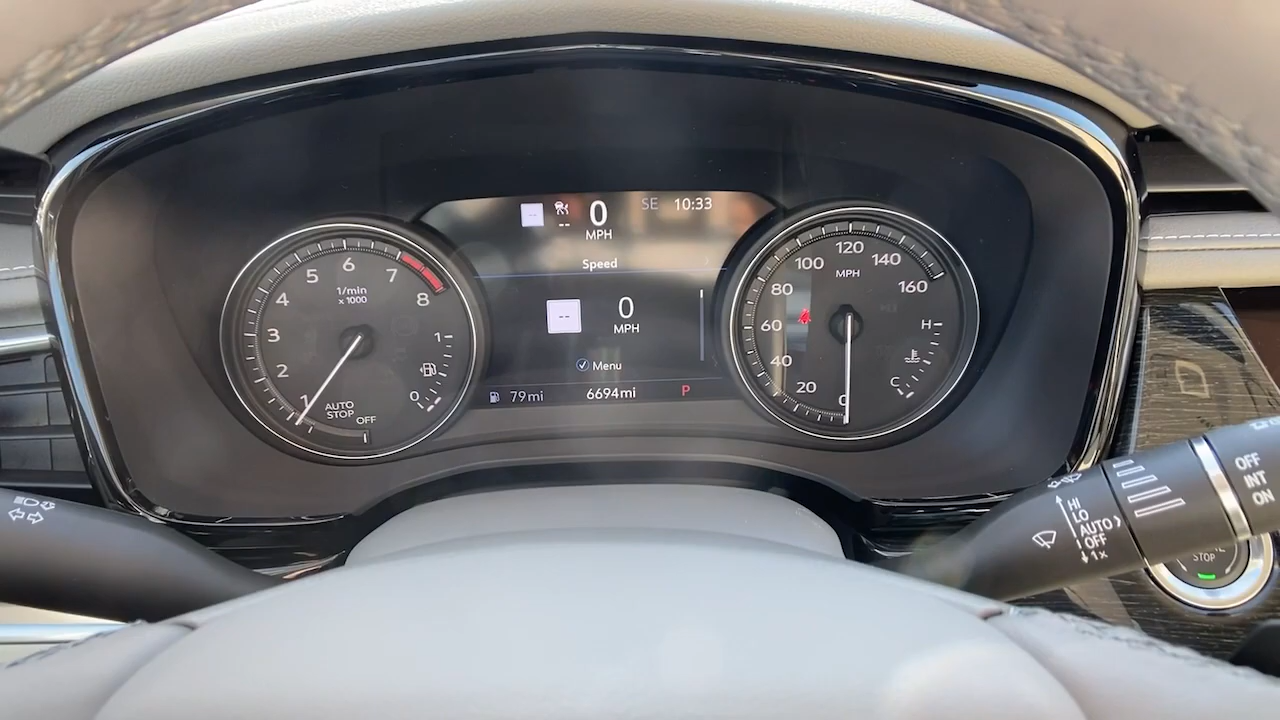 5
6
7
4
8
3
2
1
1/min
x 1000
AUTO
STOP
OFF
1
0
--
--
0
MPH
SE
10:33
Speed
--
0
MPH
Menu
79mi
6694mi
P
120
100
140
MPH
80
160
60
40
20
0
H
C
HI
LO
AUTO
OFF
1x
OFF
INT
ON
STOP